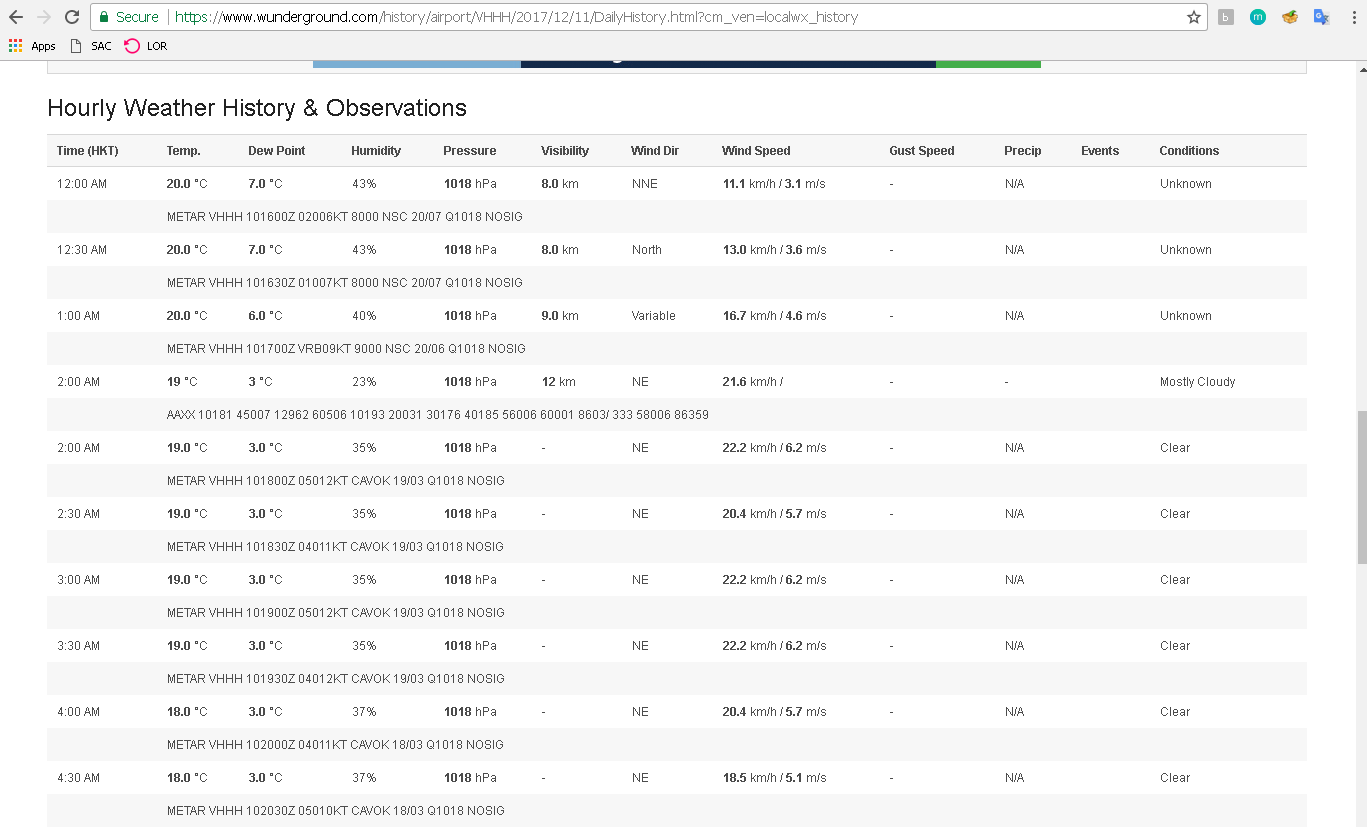 Secure https://www.wunderground.com/history/airport/VHHH/2017/12/11/DailyHistory.html?cm_ven=localwx_history b m
Apps SAC LOR
Hourly Weather History & Observations
Time (HKT) Temp. Dew Point Humidity Pressure Visibility Wind Dir Wind Speed Gust Speed Precip Events Conditions
12:00 AM 20.0 °C 7.0 °C 43% 1018 hPa 8.0 km NNE 11.1 km/h / 3.1 m/s - N/A Unknown
METAR VHHH 101600Z 02006KT 8000 NSC 20/07 Q1018 NOSIG
12:30 AM 20.0 °C 7.0 °C 43% 1018 hPa 8.0 km North 13.0 km/h / 3.6 m/s - N/A Unknown
METAR VHHH 101630Z 01007KT 8000 NSC 20/07 Q1018 NOSIG
1:00 AM 20.0 °C 6.0 °C 40% 1018 hPa 9.0 km Variable 16.7 km/h / 4.6 m/s - N/A Unknown
METAR VHHH 101700Z VRB09KT 9000 NSC 20/06 Q1018 NOSIG
2:00 AM 19 °C 3 °C 23% 1018 hPa 12 km NE 21.6 km/h / - - Mostly Cloudy
AAXX 10181 45007 12962 60506 10193 20031 30176 40185 56006 60001 8603/ 333 58006 86359
2:00 AM 19.0 °C 3.0 °C 35% 1018 hPa - NE 22.2 km/h / 6.2 m/s - N/A Clear
METAR VHHH 101800Z 05012KT CAVOK 19/03 Q1018 NOSIG
2:30 AM 19.0 °C 3.0 °C 35% 1018 hPa - NE 20.4 km/h / 5.7 m/s - N/A Clear
METAR VHHH 101830Z 04011KT CAVOK 19/03 Q1018 NOSIG
3:00 AM 19.0 °C 3.0 °C 35% 1018 hPa - NE 22.2 km/h / 6.2 m/s - N/A Clear
METAR VHHH 101900Z 05012KT CAVOK 19/03 Q1018 NOSIG
3:30 AM 19.0 °C 3.0 °C 35% 1018 hPa - NE 22.2 km/h / 6.2 m/s - N/A Clear
METAR VHHH 101930Z 04012KT CAVOK 19/03 Q1018 NOSIG
4:00 AM 18.0 °C 3.0 °C 37% 1018 hPa - NE 20.4 km/h / 5.7 m/s - N/A Clear
METAR VHHH 102000Z 04011KT CAVOK 18/03 Q1018 NOSIG
4:30 AM 18.0 °C 3.0 °C 37% 1018 hPa - NE 18.5 km/h / 5.1 m/s - N/A Clear
METAR VHHH 102030Z 05010KT CAVOK 18/03 Q1018 NOSIG